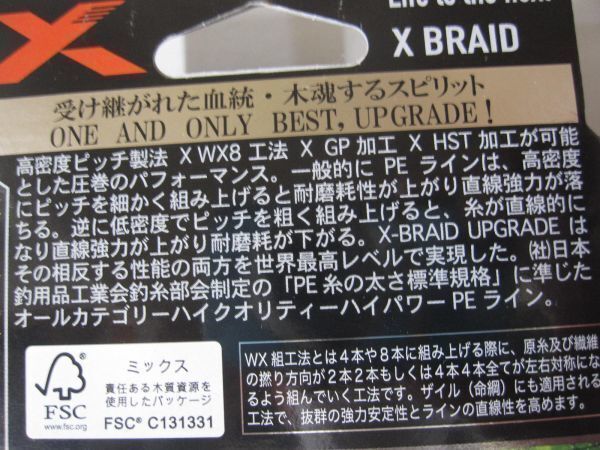 Life to the next
X BRAID
受け継がれた血統・木魂するスピリット
ONE AND ONLY BEST, UPGRADE!
高密度ピッチ製法 X WX8 工法 X GP 加工 X HST 加工が可能
とした圧巻のパフォーマンス。一般的に PE ラインは、高密度
にピッチを細かく組み上げると耐磨耗性が上がり直線強力が落
ちる。逆に低密度でピッチを粗く組み上げると、糸が直線的に
なり直線強力が上がり耐磨耗が下がる。X-BRAID UPGRADE は
その相反する性能の両方を世界最高レベルで実現した。㈳日本
釣用品工業会釣糸部会制定の「PE 糸の太さ標準規格」に準じた
オールカテゴリーハイクオリティーハイパワー PE ライン。
FSC
www.fsc.org
ミックス
責任ある木質資源を
使用したパッケージ
FSC® C131331
WX 組工法とは4本や8本に組み上げる際に、原糸及び繊維
の撚り方向が2本2本もしくは4本4本全てが左右対称にな
るよう組んでいく工法です。ザイル（命綱）にも適用される
工法で、抜群の強力安定性とラインの直線性を高めます。